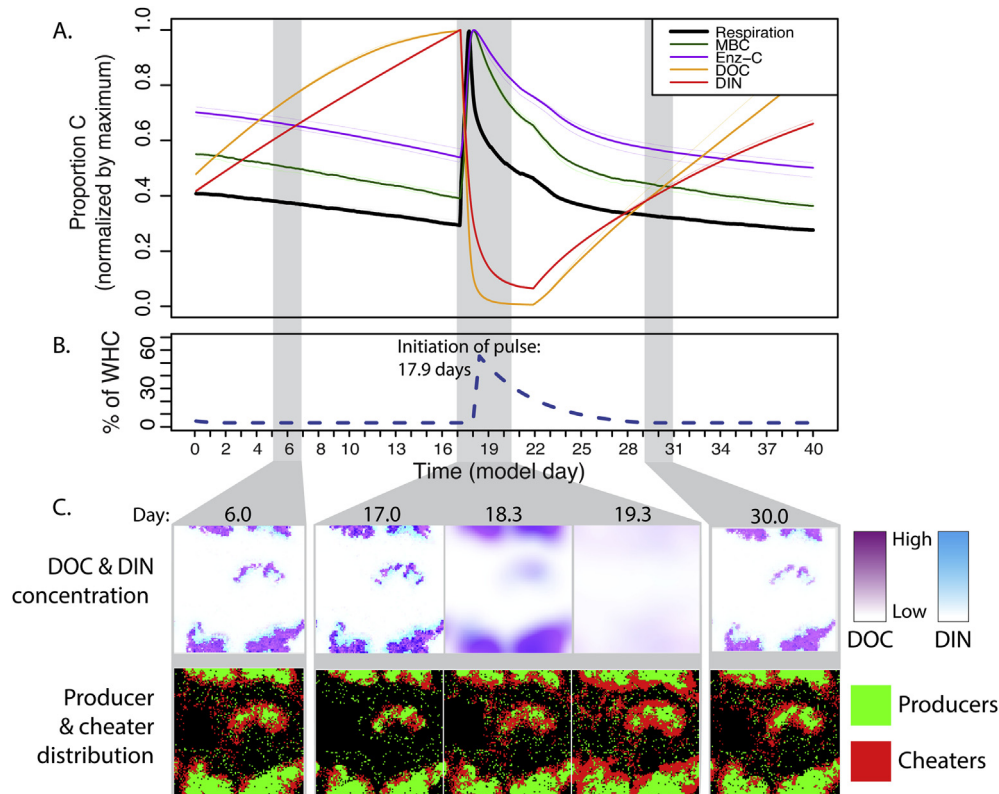 A.
Proportion C
(normalized by maximum)
1.0
0.8
0.6
0.4
0.2
0.0
Respiration
MBC
Enz-C
DOC
DIN
B.
% of WHC
60
30
0
Initiation of pulse:
17.9 days
0 2 4 6 8 10 13 16 19 22 25 28 31 34 37 40
Time (model day)
C.
Day: 6.0 17.0 18.3 19.3 30.0
DOC & DIN
concentration
High
Low
DOC DIN
Producer
& cheater
distribution
Producers
Cheaters